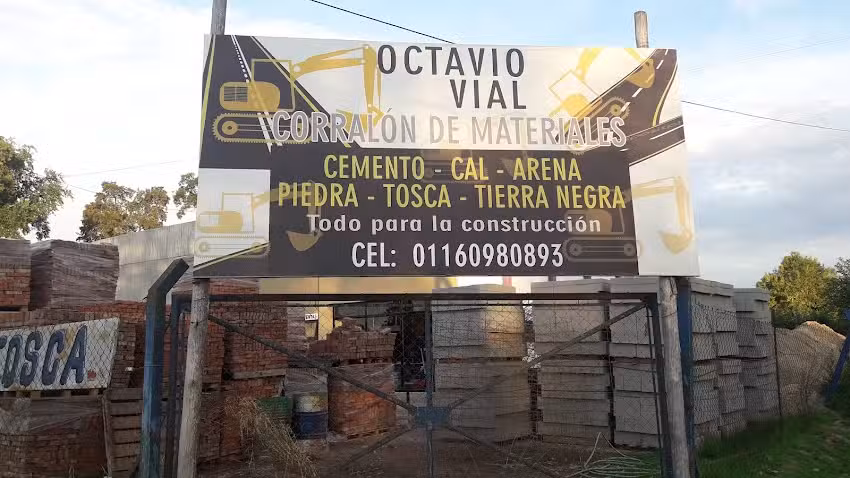 OCTAVIO
VIAL
CORRALÓN DE MATERIALES
CEMENTO - CAL - ARENA
PIEDRA - TOSCA - TIERRA NEGRA
Todo para la construcción
CEL: 01160980893
TOSCA